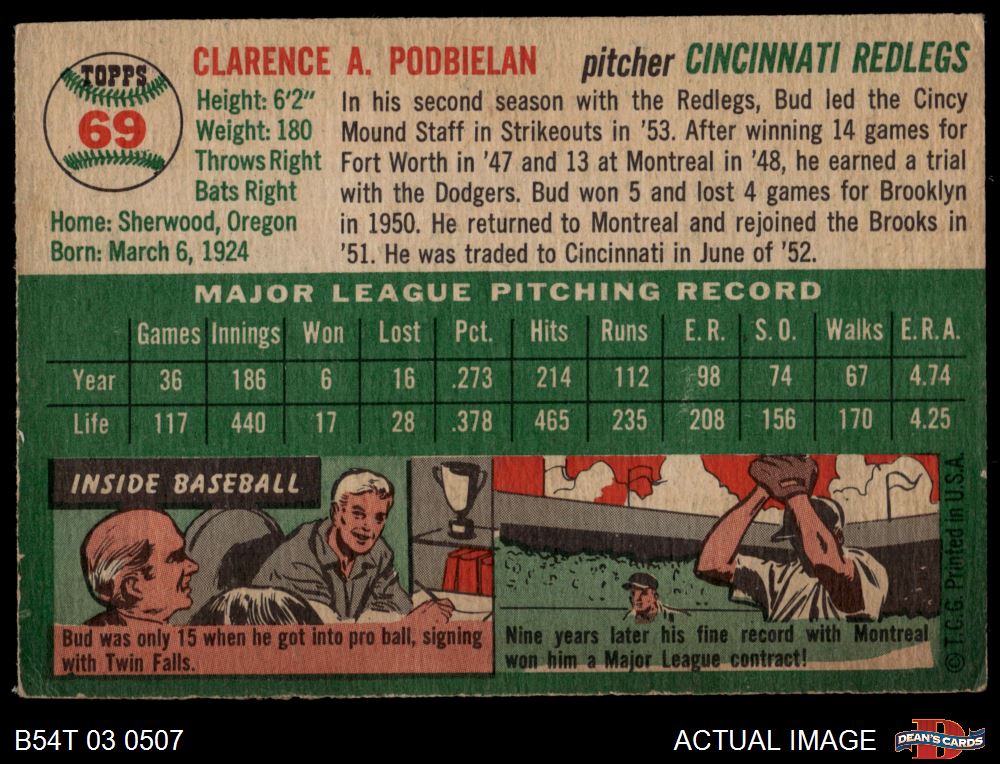 TOPPS
69
CLARENCE A. PODBIELAN pitcher CINCINNATI REDLEGS
Height: 6'2"
Weight: 180
Throws Right
Bats Right
Home: Sherwood, Oregon
Born: March 6, 1924
In his second season with the Redlegs, Bud led the Cincy
Mound Staff in Strikeouts in '53. After winning 14 games for
Fort Worth in '47 and 13 at Montreal in '48, he earned a trial
with the Dodgers. Bud won 5 and lost 4 games for Brooklyn
in 1950. He returned to Montreal and rejoined the Brooks in
'51. He was traded to Cincinnati in June of '52.
MAJOR LEAGUE PITCHING RECORD
Games Innings Won Lost Pct. Hits Runs E.R. S.O. Walks E.R.A.
Year 36 186 6 16 .273 214 112 98 74 67 4.74
Life 117 440 17 28 .378 465 235 208 156 170 4.25
INSIDE BASEBALL
Bud was only 15 when he got into pro ball, signing
with Twin Falls.
Nine years later his fine record with Montreal
won him a Major League contract!
© T.C.G. Printed in U.S.A.
B54T 03 0507
ACTUAL IMAGE
DEAN'S CARDS